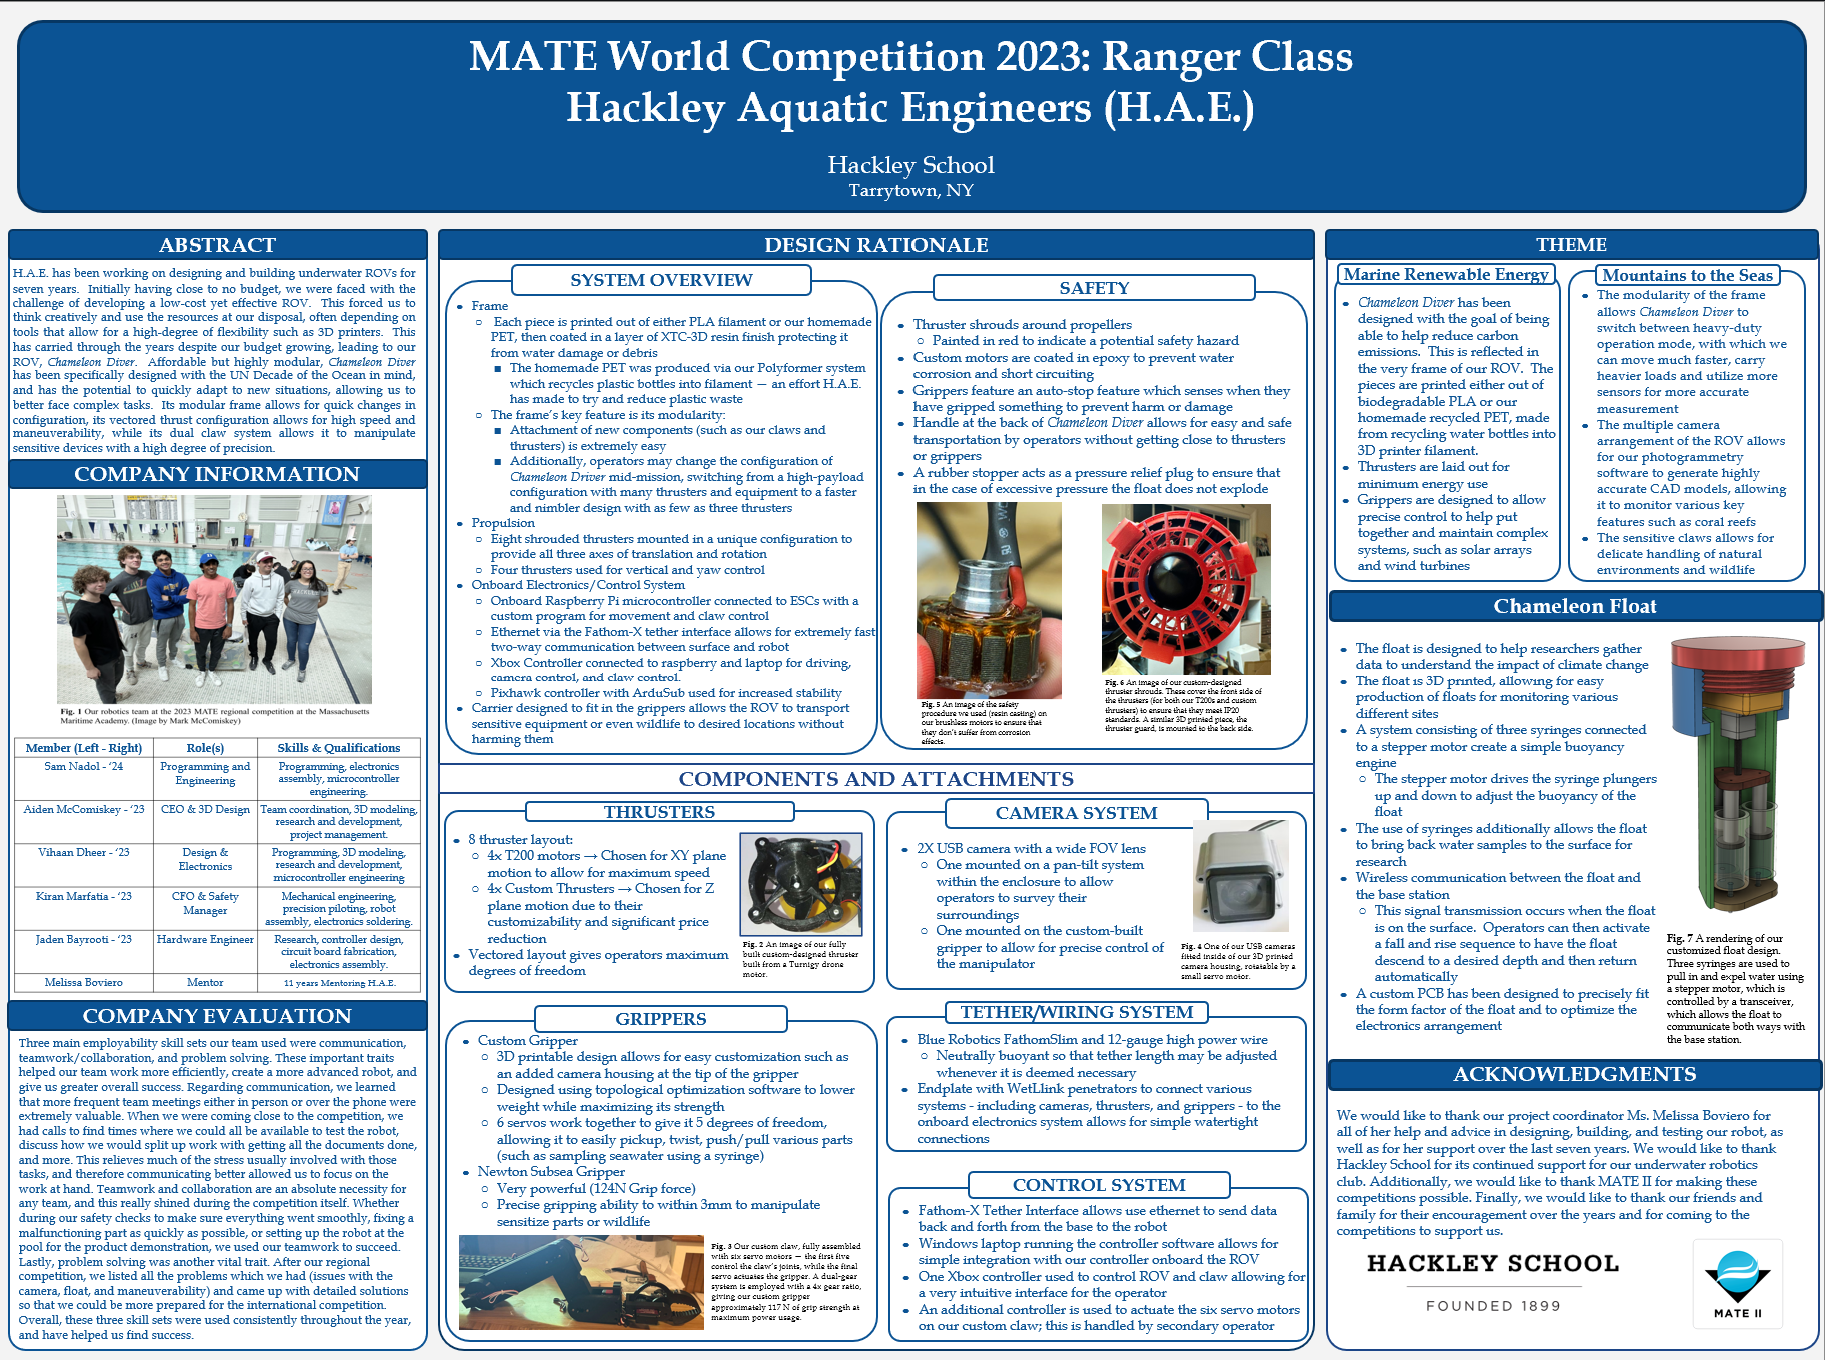 MATE World Competition 2023: Ranger Class
Hackley Aquatic Engineers (H.A.E.)
Hackley School
Tarrytown, NY
ABSTRACT
H.A.E. has been working on designing and building underwater ROVs for
seven years. Initially having close to no budget, we were faced with the
challenge of developing a low-cost yet effective ROV. This forced us to
think creatively and use the resources at our disposal, often depending on
tools that allow for a high-degree of flexibility such as 3D printers. This
has carried through the years despite our budget growing, leading to our
ROV, Chameleon Diver. Affordable but highly modular, Chameleon Diver
has been specifically designed with the UN Decade of the Ocean in mind,
and has the potential to quickly adapt to new situations, allowing us to
better face complex tasks. Its modular frame allows for quick changes in
configuration, its vectored thrust configuration allows for high speed and
maneuverability, while its dual claw system allows it to manipulate
sensitive devices with a high degree of precision.
COMPANY INFORMATION
Fig. 1 Our robotics team at the 2023 MATE regional competition at the Massachusetts
Maritime Academy. (Image by Mark McComiskey)
Member (Left - Right) Role(s) Skills & Qualifications
Sam Nadol - '24 Programming and Engineering Programming, electronics assembly, microcontroller engineering.
Aiden McComiskey - '23 CEO & 3D Design Team coordination, 3D modeling, research and development, project management.
Vihaan Dheer - '23 Design & Electronics Programming, 3D modeling, research and development, microcontroller engineering
Kiran Marfatia - '23 CFO & Safety Manager Mechanical engineering, precision piloting, robot assembly, electronics soldering.
Jaden Bayrooti - '23 Hardware Engineer Research, controller design, circuit board fabrication, electronics assembly.
Melissa Boviero Mentor 11 years Mentoring H.A.E.
COMPANY EVALUATION
Three main employability skill sets our team used were communication,
teamwork/collaboration, and problem solving. These important traits
helped our team work more efficiently, create a more advanced robot, and
give us greater overall success. Regarding communication, we learned
that more frequent team meetings either in person or over the phone were
extremely valuable. When we were coming close to the competition, we
had calls to find times where we could all be available to test the robot,
discuss how we would split up work with getting all the documents done,
and more. This relieves much of the stress usually involved with those
tasks, and therefore communicating better allowed us to focus on the
work at hand. Teamwork and collaboration are an absolute necessity for
any team, and this really shined during the competition itself. Whether
during our safety checks to make sure everything went smoothly, fixing a
malfunctioning part as quickly as possible, or setting up the robot at the
pool for the product demonstration, we used our teamwork to succeed.
Lastly, problem solving was another vital trait. After our regional
competition, we listed all the problems which we had (issues with the
camera, float, and maneuverability) and came up with detailed solutions
so that we could be more prepared for the international competition.
Overall, these three skill sets were used consistently throughout the year,
and have helped us find success.
DESIGN RATIONALE
SYSTEM OVERVIEW
• Frame
○ Each piece is printed out of either PLA filament or our homemade
PET, then coated in a layer of XTC-3D resin finish protecting it
from water damage or debris
■ The homemade PET was produced via our Polyformer system
which recycles plastic bottles into filament — an effort H.A.E.
has made to try and reduce plastic waste
○ The frame's key feature is its modularity:
■ Attachment of new components (such as our claws and
thrusters) is extremely easy
■ Additionally, operators may change the configuration of
Chameleon Driver mid-mission, switching from a high-payload
configuration with many thrusters and equipment to a faster
and nimbler design with as few as three thrusters
• Propulsion
○ Eight shrouded thrusters mounted in a unique configuration to
provide all three axes of translation and rotation
○ Four thrusters used for vertical and yaw control
• Onboard Electronics/Control System
○ Onboard Raspberry Pi microcontroller connected to ESCs with a
custom program for movement and claw control
○ Ethernet via the Fathom-X tether interface allows for extremely fast
two-way communication between surface and robot
○ Xbox Controller connected to raspberry and laptop for driving,
camera control, and claw control.
○ Pixhawk controller with ArduSub used for increased stability
• Carrier designed to fit in the grippers allows the ROV to transport
sensitive equipment or even wildlife to desired locations without
harming them
SAFETY
• Thruster shrouds around propellers
○ Painted in red to indicate a potential safety hazard
• Custom motors are coated in epoxy to prevent water
corrosion and short circuiting
• Grippers feature an auto-stop feature which senses when they
have gripped something to prevent harm or damage
• Handle at the back of Chameleon Diver allows for easy and safe
transportation by operators without getting close to thrusters
or grippers
• A rubber stopper acts as a pressure relief plug to ensure that
in the case of excessive pressure the float does not explode
Fig. 5 An image of the safety
procedure we used (resin casting) on
our brushless motors to ensure that
they don't suffer from corrosion
effects.
Fig. 6 An image of our custom-designed
thruster shrouds. These cover the front side of
the thrusters (for both our T200s and custom
thrusters) to ensure that they meet IP20
standards. A similar 3D printed piece, the
thruster guard, is mounted to the back side.
COMPONENTS AND ATTACHMENTS
THRUSTERS
• 8 thruster layout:
○ 4x T200 motors → Chosen for XY plane
motion to allow for maximum speed
○ 4x Custom Thrusters → Chosen for Z
plane motion due to their
customizability and significant price
reduction
• Vectored layout gives operators maximum
degrees of freedom
Fig. 2 An image of our fully
built custom-designed thruster
built from a Turnigy drone
motor.
CAMERA SYSTEM
• 2X USB camera with a wide FOV lens
○ One mounted on a pan-tilt system
within the enclosure to allow
operators to survey their
surroundings
○ One mounted on the custom-built
gripper to allow for precise control of
the manipulator
Fig. 4 One of our USB cameras
fitted inside of our 3D printed
camera housing, rotatable by a
small servo motor.
GRIPPERS
• Custom Gripper
○ 3D printable design allows for easy customization such as
an added camera housing at the tip of the gripper
○ Designed using topological optimization software to lower
weight while maximizing its strength
○ 6 servos work together to give it 5 degrees of freedom,
allowing it to easily pickup, twist, push/pull various parts
(such as sampling seawater using a syringe)
• Newton Subsea Gripper
○ Very powerful (124N Grip force)
○ Precise gripping ability to within 3mm to manipulate
sensitize parts or wildlife
Fig. 3 Our custom claw, fully assembled
with six servo motors — the first five
control the claw's joints, while the final
servo actuates the gripper. A dual-gear
system is employed with a 4x gear ratio,
giving our custom gripper
approximately 117 N of grip strength at
maximum power usage.
TETHER/WIRING SYSTEM
• Blue Robotics FathomSlim and 12-gauge high power wire
○ Neutrally buoyant so that tether length may be adjusted
whenever it is deemed necessary
• Endplate with WetLlink penetrators to connect various
systems - including cameras, thrusters, and grippers - to the
onboard electronics system allows for simple watertight
connections
CONTROL SYSTEM
• Fathom-X Tether Interface allows use ethernet to send data
back and forth from the base to the robot
• Windows laptop running the controller software allows for
simple integration with our controller onboard the ROV
• One Xbox controller used to control ROV and claw allowing for
a very intuitive interface for the operator
• An additional controller is used to actuate the six servo motors
on our custom claw; this is handled by secondary operator
THEME
Marine Renewable Energy
• Chameleon Diver has been
designed with the goal of being
able to help reduce carbon
emissions. This is reflected in
the very frame of our ROV. The
pieces are printed either out of
biodegradable PLA or our
homemade recycled PET, made
from recycling water bottles into
3D printer filament.
• Thrusters are laid out for
minimum energy use
• Grippers are designed to allow
precise control to help put
together and maintain complex
systems, such as solar arrays
and wind turbines
Mountains to the Seas
• The modularity of the frame
allows Chameleon Diver to
switch between heavy-duty
operation mode, with which we
can move much faster, carry
heavier loads and utilize more
sensors for more accurate
measurement
• The multiple camera
arrangement of the ROV allows
for our photogrammetry
software to generate highly
accurate CAD models, allowing
it to monitor various key
features such as coral reefs
• The sensitive claws allows for
delicate handling of natural
environments and wildlife
Chameleon Float
• The float is designed to help researchers gather
data to understand the impact of climate change
• The float is 3D printed, allowing for easy
production of floats for monitoring various
different sites
• A system consisting of three syringes connected
to a stepper motor create a simple buoyancy
engine
○ The stepper motor drives the syringe plungers
up and down to adjust the buoyancy of the
float
• The use of syringes additionally allows the float
to bring back water samples to the surface for
research
• Wireless communication between the float and
the base station
○ This signal transmission occurs when the float
is on the surface. Operators can then activate
a fall and rise sequence to have the float
descend to a desired depth and then return
automatically
• A custom PCB has been designed to precisely fit
the form factor of the float and to optimize the
electronics arrangement
Fig. 7 A rendering of our
customized float design.
Three syringes are used to
pull in and expel water using
a stepper motor, which is
controlled by a transceiver,
which allows the float to
communicate both ways with
the base station.
ACKNOWLEDGMENTS
We would like to thank our project coordinator Ms. Melissa Boviero for
all of her help and advice in designing, building, and testing our robot, as
well as for her support over the last seven years. We would like to thank
Hackley School for its continued support for our underwater robotics
club. Additionally, we would like to thank MATE II for making these
competitions possible. Finally, we would like to thank our friends and
family for their encouragement over the years and for coming to the
competitions to support us.
HACKLEY SCHOOL
FOUNDED 1899
MATE II